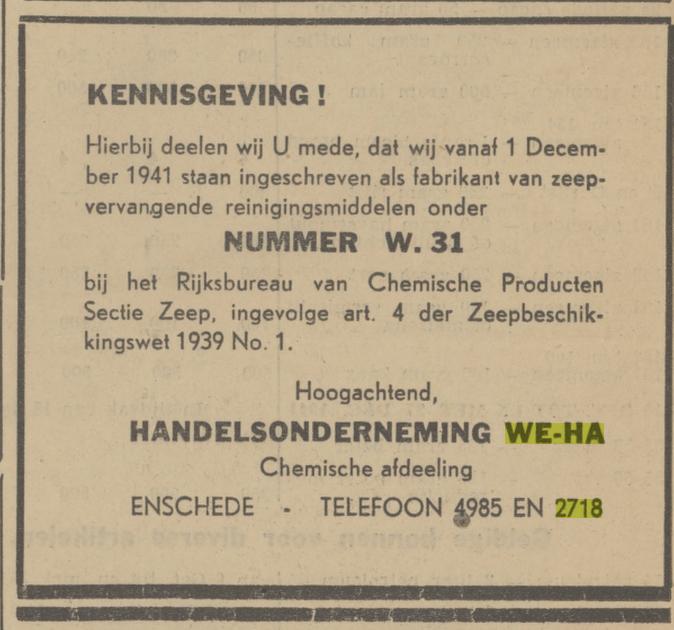 KENNISGEVING!
Hierbij deelen wij U mede, dat wij vanaf 1 Decem-
ber 1941 staan ingeschreven als fabrikant van zeep-
vervangende reinigingsmiddelen onder
NUMMER W. 31
bij het Rijksbureau van Chemische Producten
Sectie Zeep, ingevolge art. 4 der Zeepbeschik-
kingswet 1939 No. 1.
Hoogachtend,
HANDELSONDERNEMING WE-HA
Chemische afdeeling
ENSCHEDE - TELEFOON 4985 EN 2718